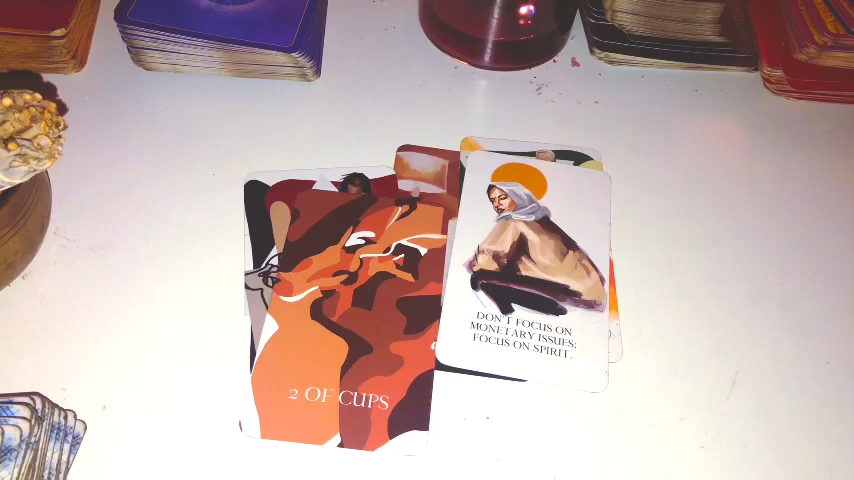 2 OF CUPS
DON'T FOCUS ON
MONETARY ISSUES;
FOCUS ON SPIRIT.